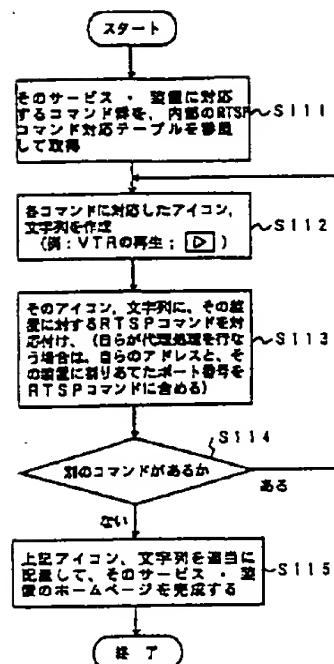 スタート
そのサービス・装置に対応
するコマンド群を、内部のRTSP
コマンド対応テーブルを参照
して取得
S111
各コマンドに対応したアイコン,
文字列を作成
(例:VTRの再生;▷)
S112
そのアイコン、文字列に、その装
置に対するRTSPコマンドを対
応付け、(自らが代理処理を行な
う場合は、自らのアドレスと、そ
の装置に割りあてたポート番号を
RTSPコマンドに含める)
S113
S114
別のコマンドがあるか
ある
ない
上記アイコン、文字列を適当に
配置して、そのサービス・装
置のホームページを完成する
S115
終了